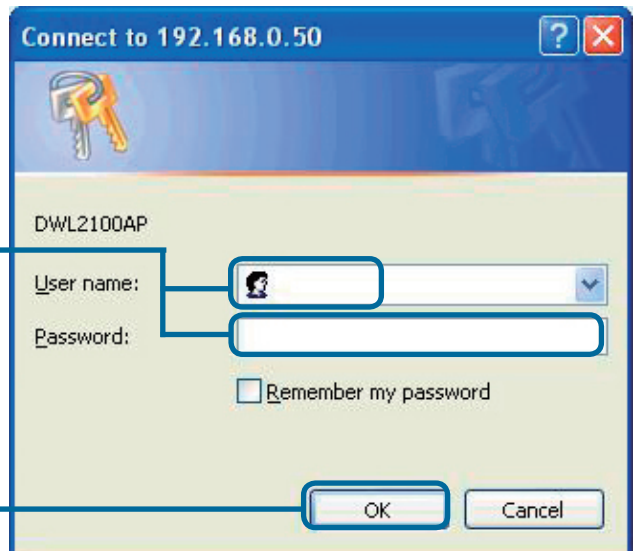 Connect to 192.168.0.50
?
DWL2100AP
User name:
Password:
Remember my password
OK
Cancel